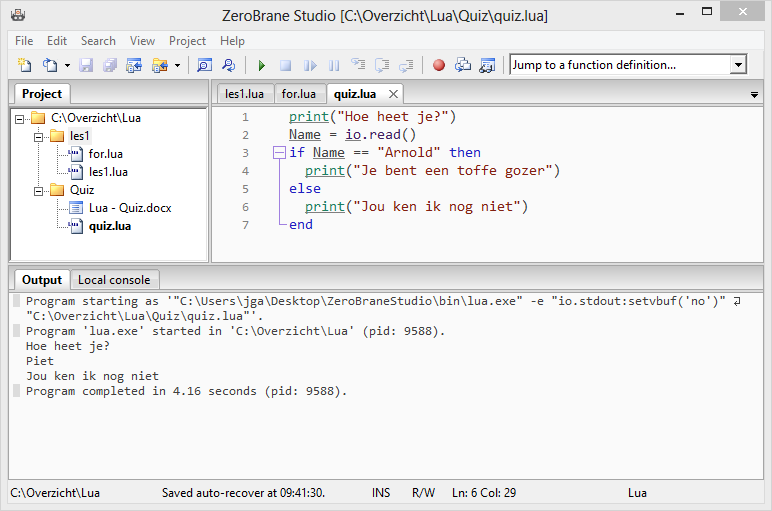 ZeroBrane Studio [C:\Overzicht\Lua\Quiz\quiz.lua]
File Edit Search View Project Help
Jump to a function definition...
Project
C:\Overzicht\Lua
les1
for.lua
les1.lua
Quiz
Lua - Quiz.docx
quiz.lua
les1.lua for.lua quiz.lua
1 print("Hoe heet je?")
2 Name = io.read()
3 if Name == "Arnold" then
4 print("Je bent een toffe gozer")
5 else
6 print("Jou ken ik nog niet")
7 end
Output Local console
Program starting as '"C:\Users\jga\Desktop\ZeroBraneStudio\bin\lua.exe" -e "io.stdout:setvbuf('no')"
"C:\Overzicht\Lua\Quiz\quiz.lua"'.
Program 'lua.exe' started in 'C:\Overzicht\Lua' (pid: 9588).
Hoe heet je?
Piet
Jou ken ik nog niet
Program completed in 4.16 seconds (pid: 9588).
C:\Overzicht\Lua Saved auto-recover at 09:41:30. INS R/W Ln: 6 Col: 29 Lua